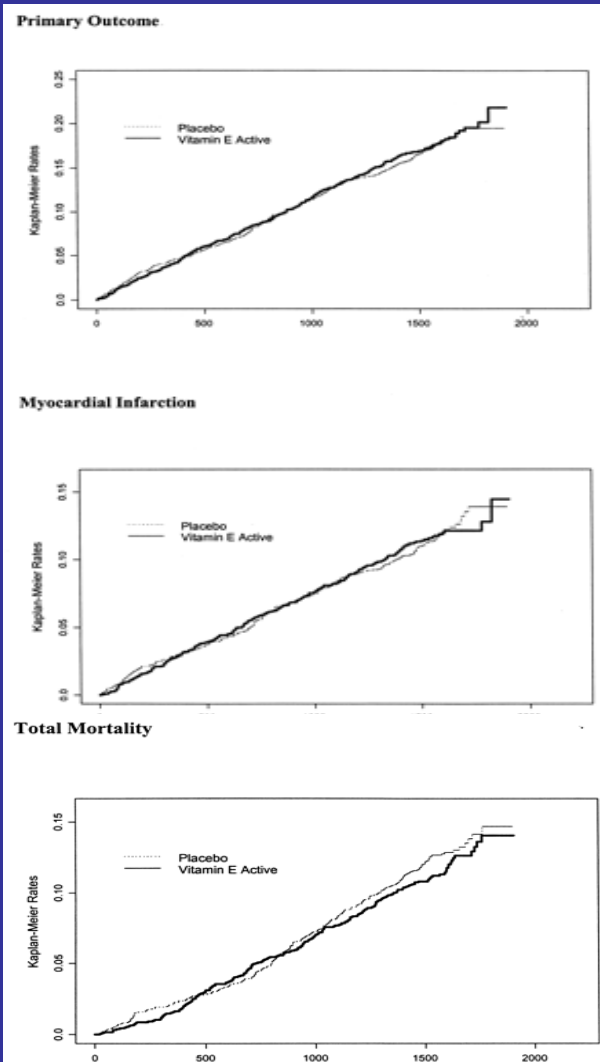 Primary Outcome
Kaplan-Meier Rates
0.25
0.20
0.15
0.10
0.05
0.0
Placebo
Vitamin E Active
0 500 1000 1500 2000
Myocardial Infarction
Kaplan-Meier Rates
0.15
0.10
0.05
0.0
Placebo
Vitamin E Active
Total Mortality
Kaplan-Meier Rates
0.15
0.10
0.05
0.0
Placebo
Vitamin E Active
0 500 1000 1500 2000